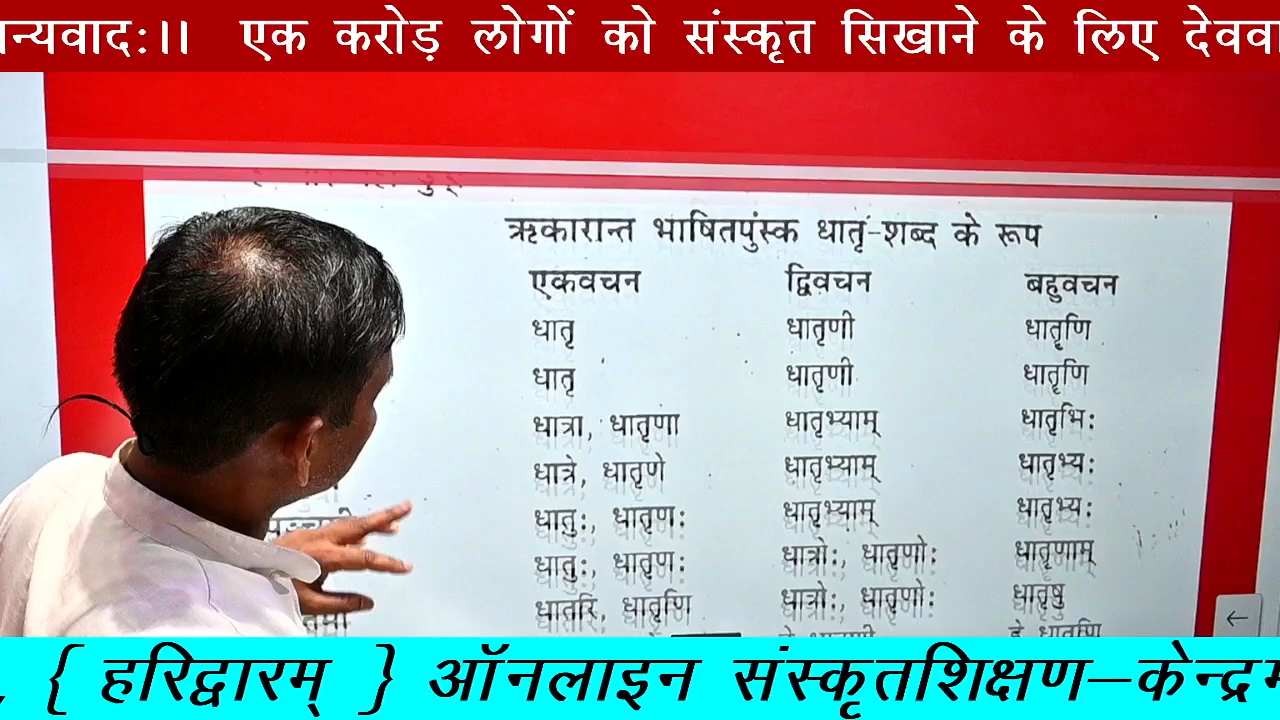 न्यवादः।। एक करोड़ लोगों को संस्कृत सिखाने के लिए देवव
ऋकारान्त भाषितपुंस्क धातृ-शब्द के रूप
एकवचन द्विवचन बहुवचन
धातृ धातृणी धातॄणि
धातृ धातृणी धातॄणि
धात्रा, धातृणा धातृभ्याम् धातृभिः
धात्रे, धातृणे धातृभ्याम् धातृभ्यः
धातुः, धातृणः धातृभ्याम् धातृभ्यः
धातुः, धातृणः धात्रोः, धातृणोः धातॄणाम्
धातरि, धातृणि धात्रोः, धातृणोः धातृषु
{ हरिद्वारम् } ऑनलाइन संस्कृतशिक्षण–केन्द्रम